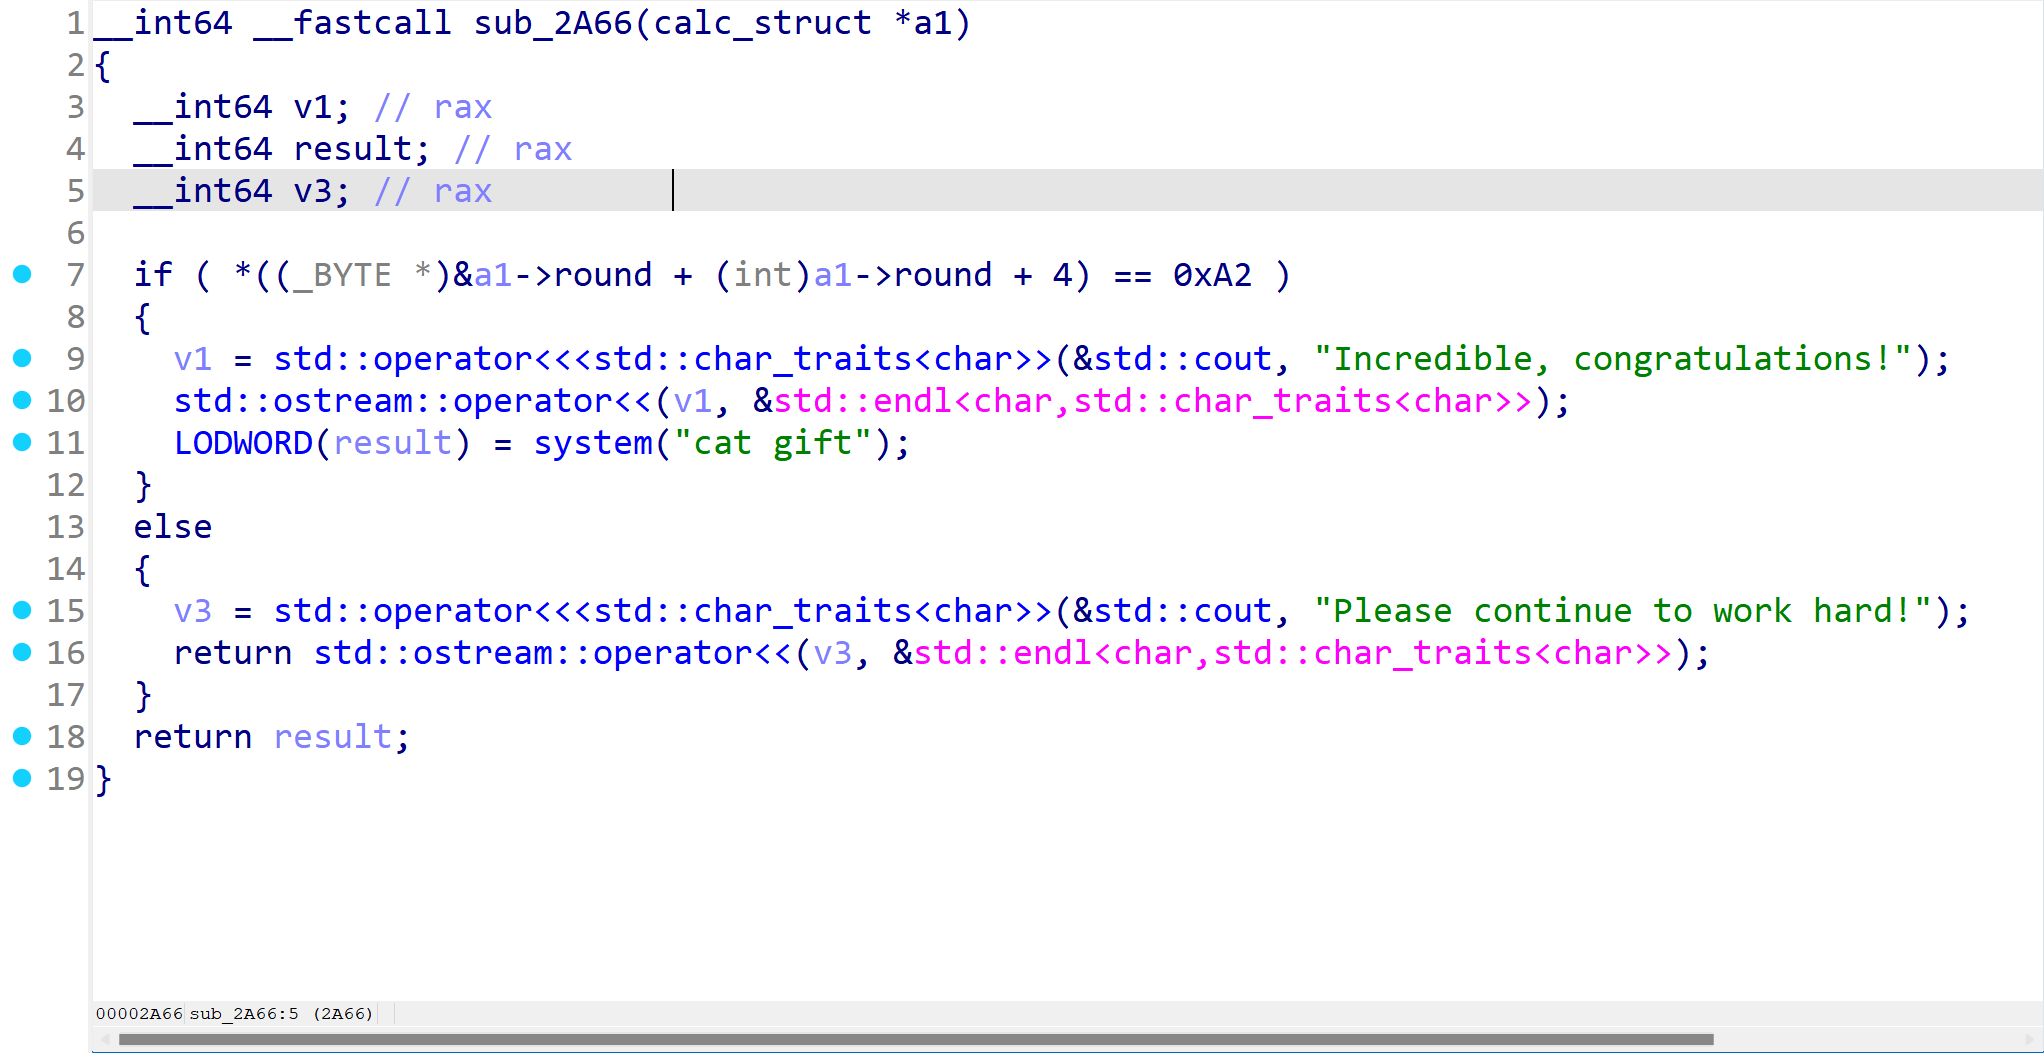 1 __int64 __fastcall sub_2A66(calc_struct *a1)
2 {
3   __int64 v1; // rax
4   __int64 result; // rax
5   __int64 v3; // rax
6
7   if ( *((_BYTE *)&a1->round + (int)a1->round + 4) == 0xA2 )
8   {
9     v1 = std::operator<<<std::char_traits<char>>(&std::cout, "Incredible, congratulations!");
10     std::ostream::operator<<(v1, &std::endl<char,std::char_traits<char>>);
11     LODWORD(result) = system("cat gift");
12   }
13   else
14   {
15     v3 = std::operator<<<std::char_traits<char>>(&std::cout, "Please continue to work hard!");
16     return std::ostream::operator<<(v3, &std::endl<char,std::char_traits<char>>);
17   }
18   return result;
19 }
00002A66 sub_2A66:5 (2A66)